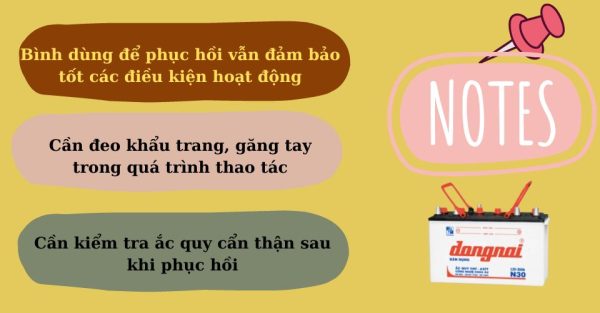 Bình dùng để phục hồi vẫn đảm bảo
tốt các điều kiện hoạt động
Cần đeo khẩu trang, găng tay
trong quá trình thao tác
Cần kiểm tra ắc quy cẩn thận sau
khi phục hồi
NOTES
dongnai
N30